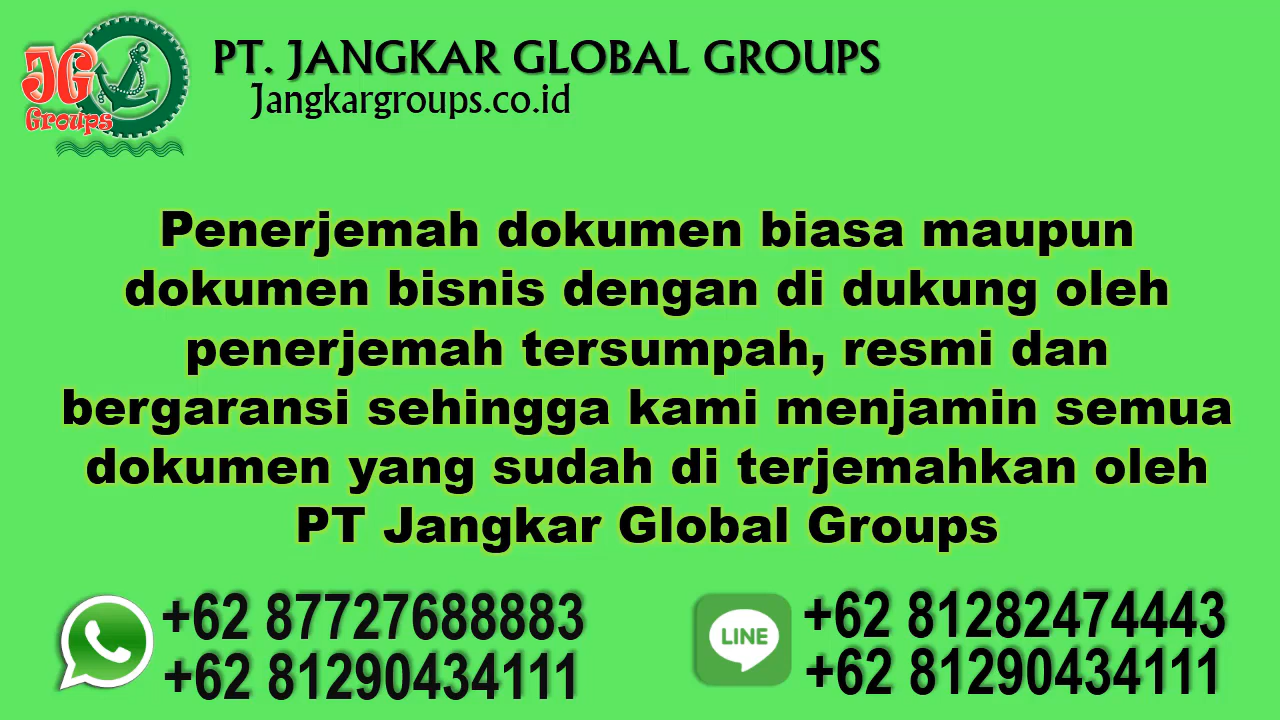 JG
Groups
PT. JANGKAR GLOBAL GROUPS
Jangkargroups.co.id
Penerjemah dokumen biasa maupun
dokumen bisnis dengan di dukung oleh
penerjemah tersumpah, resmi dan
bergaransi sehingga kami menjamin semua
dokumen yang sudah di terjemahkan oleh
PT Jangkar Global Groups
+62 87727688883
+62 81290434111
LINE
+62 81282474443
+62 81290434111